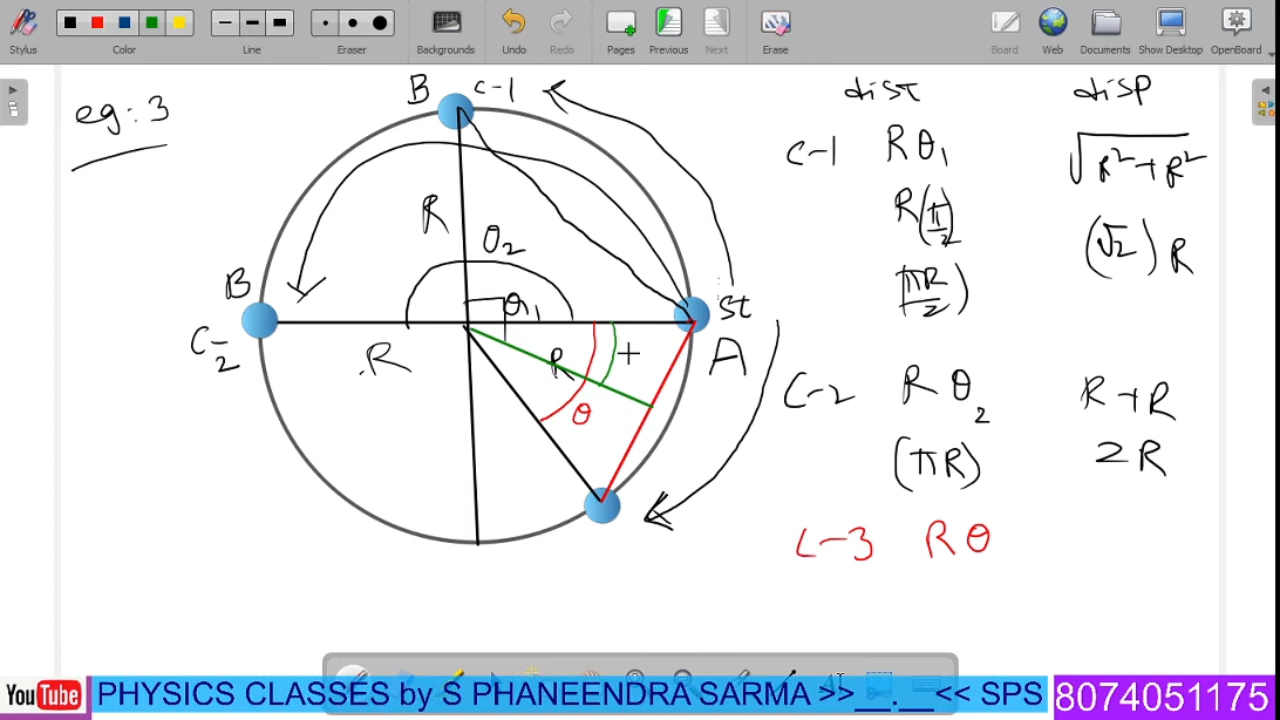 Stylus
Color
Line
Eraser
Backgrounds
Undo
Redo
Pages
Previous
Next
Erase
Board
Web
Documents
Show Desktop
OpenBoard
eg: 3
B C-1
dist disp
C-1 Rθ₁ √R²+R²
R(π/2) (√2) R
πR/2)
R
θ₂
θ₁
B
C-2
St
A
R
R
+
θ
C-2 Rθ₂ R+R
(πR) 2R
C-3 Rθ
YouTube PHYSICS CLASSES by S PHANEENDRA SARMA >>__.__<< SPS 8074051175